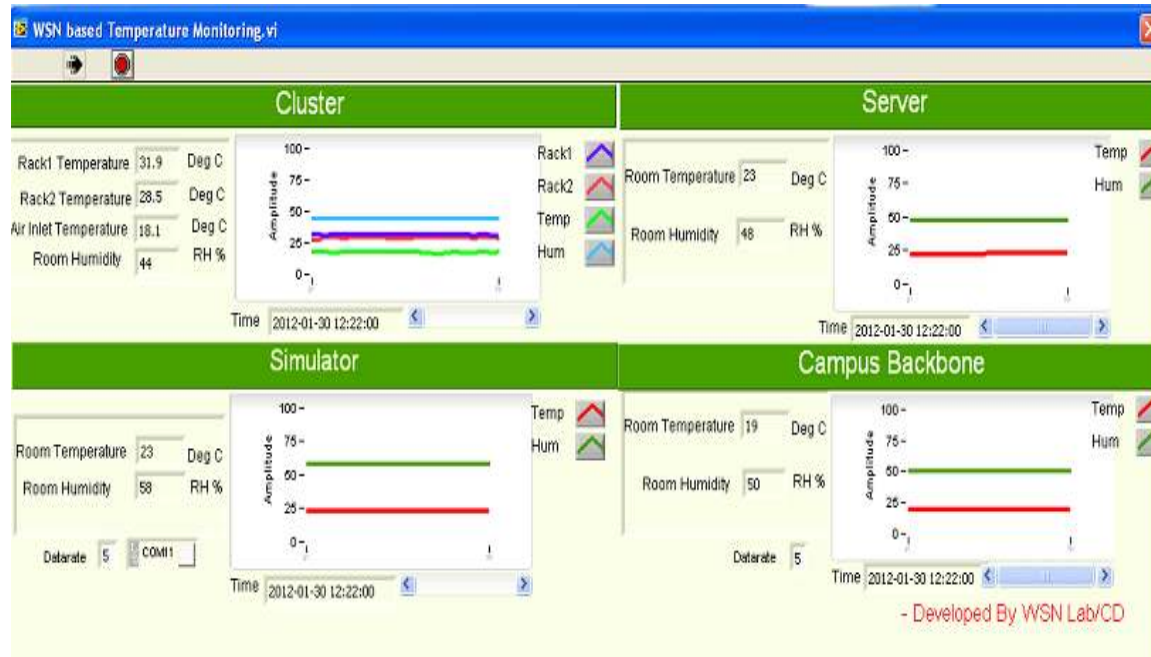 WSN based Temperature Monitoring.vi
Cluster
Rack1 Temperature 31.9 Deg C
Rack2 Temperature 28.5 Deg C
Air Inlet Temperature 18.1 Deg C
Room Humidity 44 RH %
Amplitude
100
75
50
25
0
Rack1
Rack2
Temp
Hum
Time 2012-01-30 12:22:00
Server
Room Temperature 23 Deg C
Room Humidity 48 RH %
Amplitude
100
75
50
25
0
Temp
Hum
Time 2012-01-30 12:22:00
Simulator
Room Temperature 23 Deg C
Room Humidity 58 RH %
Datarate 5 COM11
Amplitude
100
75
50
25
0
Temp
Hum
Time 2012-01-30 12:22:00
Campus Backbone
Room Temperature 19 Deg C
Room Humidity 50 RH %
Datarate 5
Amplitude
100
75
50
25
0
Temp
Hum
Time 2012-01-30 12:22:00
- Developed By WSN Lab/CD